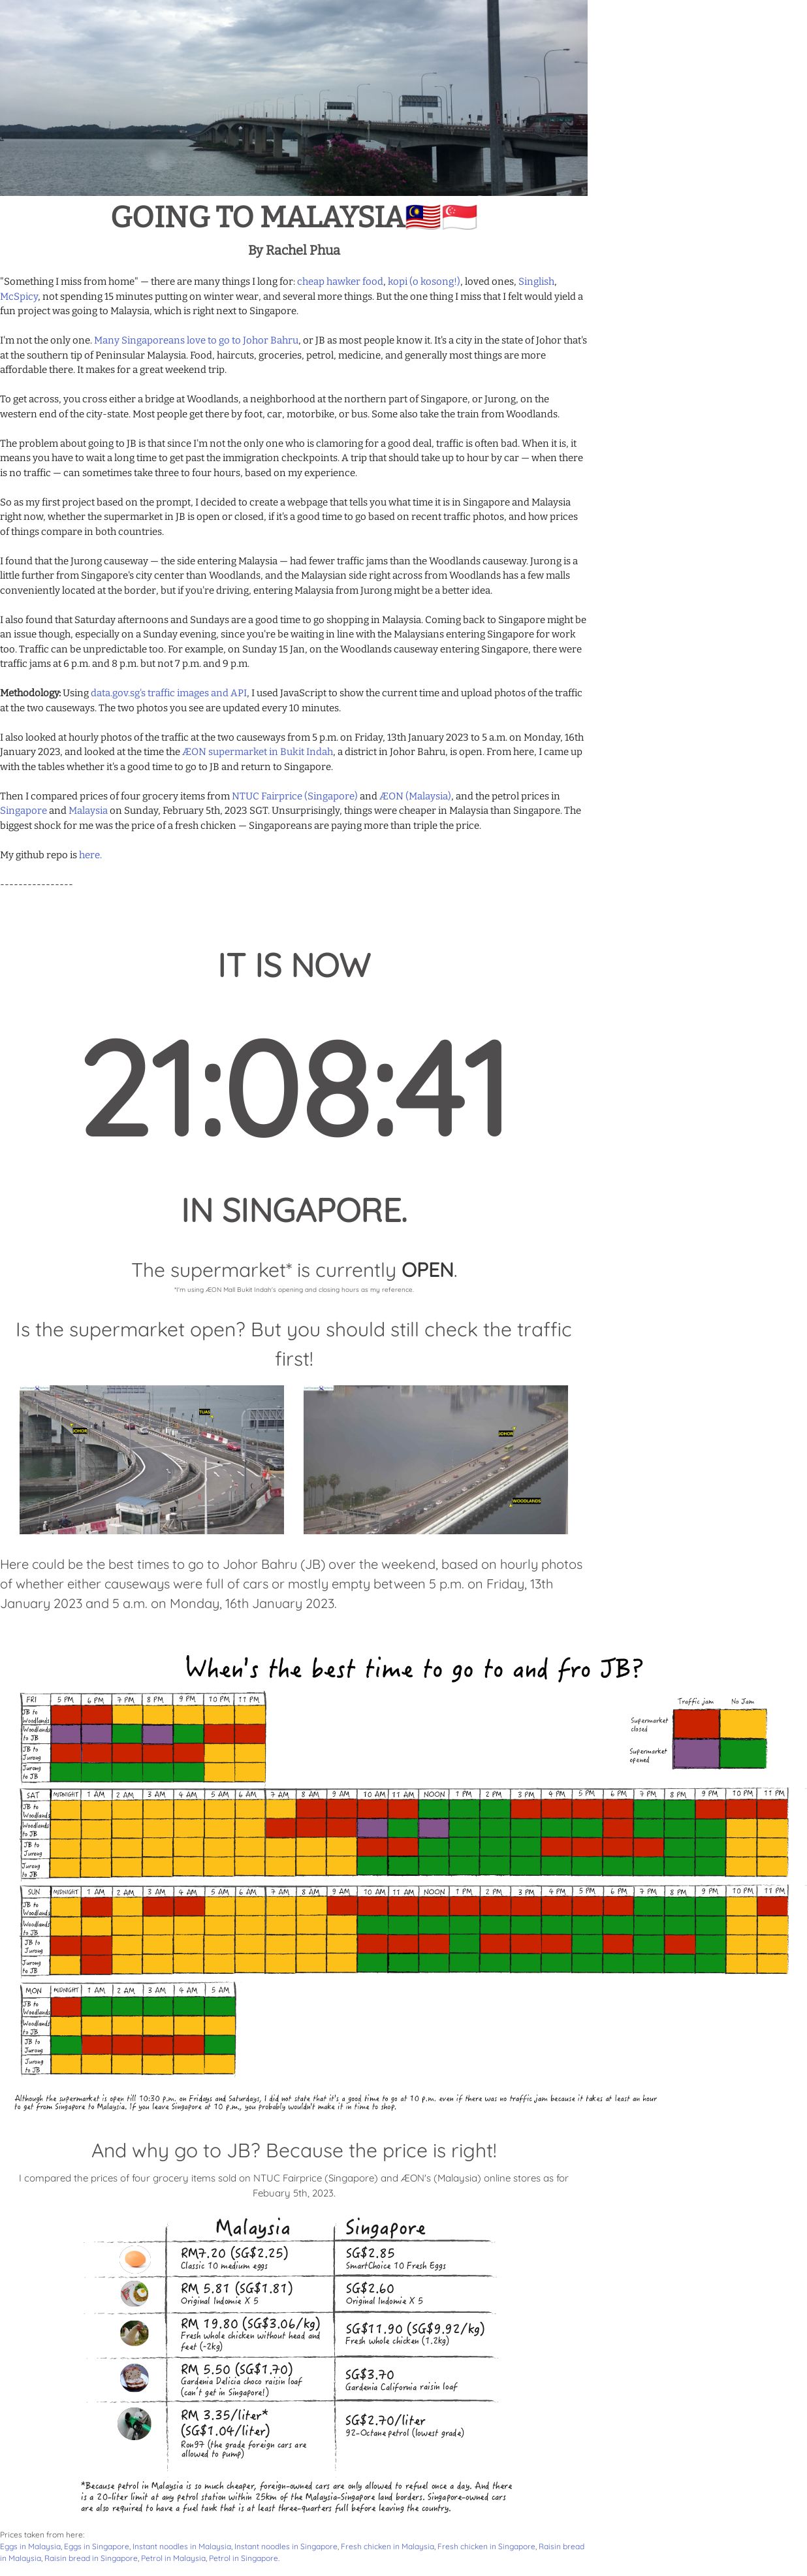 GOING TO MALAYSIA🇲🇾🇸🇬
By Rachel Phua
"Something I miss from home" — there are many things I long for: cheap hawker food, kopi (o kosong!), loved ones, Singlish,
McSpicy, not spending 15 minutes putting on winter wear, and several more things. But the one thing I miss that I felt would yield a
fun project was going to Malaysia, which is right next to Singapore.
I'm not the only one. Many Singaporeans love to go to Johor Bahru, or JB as most people know it. It's a city in the state of Johor that's
at the southern tip of Peninsular Malaysia. Food, haircuts, groceries, petrol, medicine, and generally most things are more
affordable there. It makes for a great weekend trip.
To get across, you cross either a bridge at Woodlands, a neighborhood at the northern part of Singapore, or Jurong, on the
western end of the city-state. Most people get there by foot, car, motorbike, or bus. Some also take the train from Woodlands.
The problem about going to JB is that since I'm not the only one who is clamoring for a good deal, traffic is often bad. When it is, it
means you have to wait a long time to get past the immigration checkpoints. A trip that should take up to hour by car — when there
is no traffic — can sometimes take three to four hours, based on my experience.
So as my first project based on the prompt, I decided to create a webpage that tells you what time it is in Singapore and Malaysia
right now, whether the supermarket in JB is open or closed, if it's a good time to go based on recent traffic photos, and how prices
of things compare in both countries.
I found that the Jurong causeway — the side entering Malaysia — had fewer traffic jams than the Woodlands causeway. Jurong is a
little further from Singapore's city center than Woodlands, and the Malaysian side right across from Woodlands has a few malls
conveniently located at the border, but if you're driving, entering Malaysia from Jurong might be a better idea.
I also found that Saturday afternoons and Sundays are a good time to go shopping in Malaysia. Coming back to Singapore might be
an issue though, especially on a Sunday evening, since you're be waiting in line with the Malaysians entering Singapore for work
too. Traffic can be unpredictable too. For example, on Sunday 15 Jan, on the Woodlands causeway entering Singapore, there were
traffic jams at 6 p.m. and 8 p.m. but not 7 p.m. and 9 p.m.
Methodology: Using data.gov.sg's traffic images and API, I used JavaScript to show the current time and upload photos of the traffic
at the two causeways. The two photos you see are updated every 10 minutes.
I also looked at hourly photos of the traffic at the two causeways from 5 p.m. on Friday, 13th January 2023 to 5 a.m. on Monday, 16th
January 2023, and looked at the time the ÆON supermarket in Bukit Indah, a district in Johor Bahru, is open. From here, I came up
with the tables whether it's a good time to go to JB and return to Singapore.
Then I compared prices of four grocery items from NTUC Fairprice (Singapore) and ÆON (Malaysia), and the petrol prices in
Singapore and Malaysia on Sunday, February 5th, 2023 SGT. Unsurprisingly, things were cheaper in Malaysia than Singapore. The
biggest shock for me was the price of a fresh chicken — Singaporeans are paying more than triple the price.
My github repo is here.
----------------
IT IS NOW
21:08:41
IN SINGAPORE.
The supermarket* is currently OPEN.
*I'm using ÆON Mall Bukit Indah's opening and closing hours as my reference.
Is the supermarket open? But you should still check the traffic
first!
TUAS
JOHOR
JOHOR
WOODLANDS
Here could be the best times to go to Johor Bahru (JB) over the weekend, based on hourly photos
of whether either causeways were full of cars or mostly empty between 5 p.m. on Friday, 13th
January 2023 and 5 a.m. on Monday, 16th January 2023.
When's the best time to go to and fro JB?
Traffic jam No Jam
Supermarket closed
Supermarket opened
FRI 5 PM 6 PM 7 PM 8 PM 9 PM 10 PM 11 PM
JB to Woodlands
Woodlands to JB
JB to Jurong
Jurong to JB
SAT MIDNIGHT 1 AM 2 AM 3 AM 4 AM 5 AM 6 AM 7 AM 8 AM 9 AM 10 AM 11 AM NOON 1 PM 2 PM 3 PM 4 PM 5 PM 6 PM 7 PM 8 PM 9 PM 10 PM 11 PM
JB to Woodlands
Woodlands to JB
JB to Jurong
Jurong to JB
SUN MIDNIGHT 1 AM 2 AM 3 AM 4 AM 5 AM 6 AM 7 AM 8 AM 9 AM 10 AM 11 AM NOON 1 PM 2 PM 3 PM 4 PM 5 PM 6 PM 7 PM 8 PM 9 PM 10 PM 11 PM
JB to Woodlands
Woodlands to JB
JB to Jurong
Jurong to JB
MON MIDNIGHT 1 AM 2 AM 3 AM 4 AM 5 AM
JB to Woodlands
Woodlands to JB
JB to Jurong
Jurong to JB
Although the supermarket is open till 10:30 p.m. on Fridays and Saturdays, I did not state that it's a good time to go at 10 p.m. even if there was no traffic jam because it takes at least an hour
to get from Singapore to Malaysia. If you leave Singapore at 10 p.m., you probably wouldn't make it in time to shop.
And why go to JB? Because the price is right!
I compared the prices of four grocery items sold on NTUC Fairprice (Singapore) and ÆON's (Malaysia) online stores as for
Febuary 5th, 2023.
Malaysia Singapore
RM7.20 (SG$2.25) SG$2.85
Classic 10 medium eggs SmartChoice 10 Fresh Eggs
RM 5.81 (SG$1.81) SG$2.60
Original Indomie X 5 Original Indomie X 5
RM 19.80 (SG$3.06/kg) SG$11.90 (SG$9.92/kg)
Fresh whole chicken without head and feet (~2kg) Fresh whole chicken (1.2kg)
RM 5.50 (SG$1.70) SG$3.70
Gardenia Delicia choco raisin loaf (can't get in Singapore!) Gardenia California raisin loaf
RM 3.35/liter* (SG$1.04/liter) SG$2.70/liter
Ron97 (the grade foreign cars are allowed to pump) 92-Octane petrol (lowest grade)
*Because petrol in Malaysia is so much cheaper, foreign-owned cars are only allowed to refuel once a day. And there
is a 20-liter limit at any petrol station within 25km of the Malaysia-Singapore land borders. Singapore-owned cars
are also required to have a fuel tank that is at least three-quarters full before leaving the country.
Prices taken from here:
Eggs in Malaysia, Eggs in Singapore, Instant noodles in Malaysia, Instant noodles in Singapore, Fresh chicken in Malaysia, Fresh chicken in Singapore, Raisin bread
in Malaysia, Raisin bread in Singapore, Petrol in Malaysia, Petrol in Singapore.